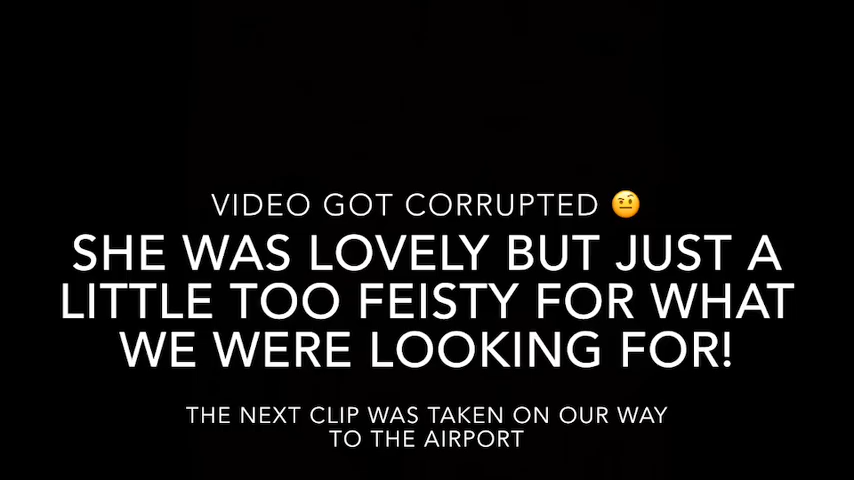 VIDEO GOT CORRUPTED 🤨
SHE WAS LOVELY BUT JUST A
LITTLE TOO FEISTY FOR WHAT
WE WERE LOOKING FOR!
THE NEXT CLIP WAS TAKEN ON OUR WAY
TO THE AIRPORT